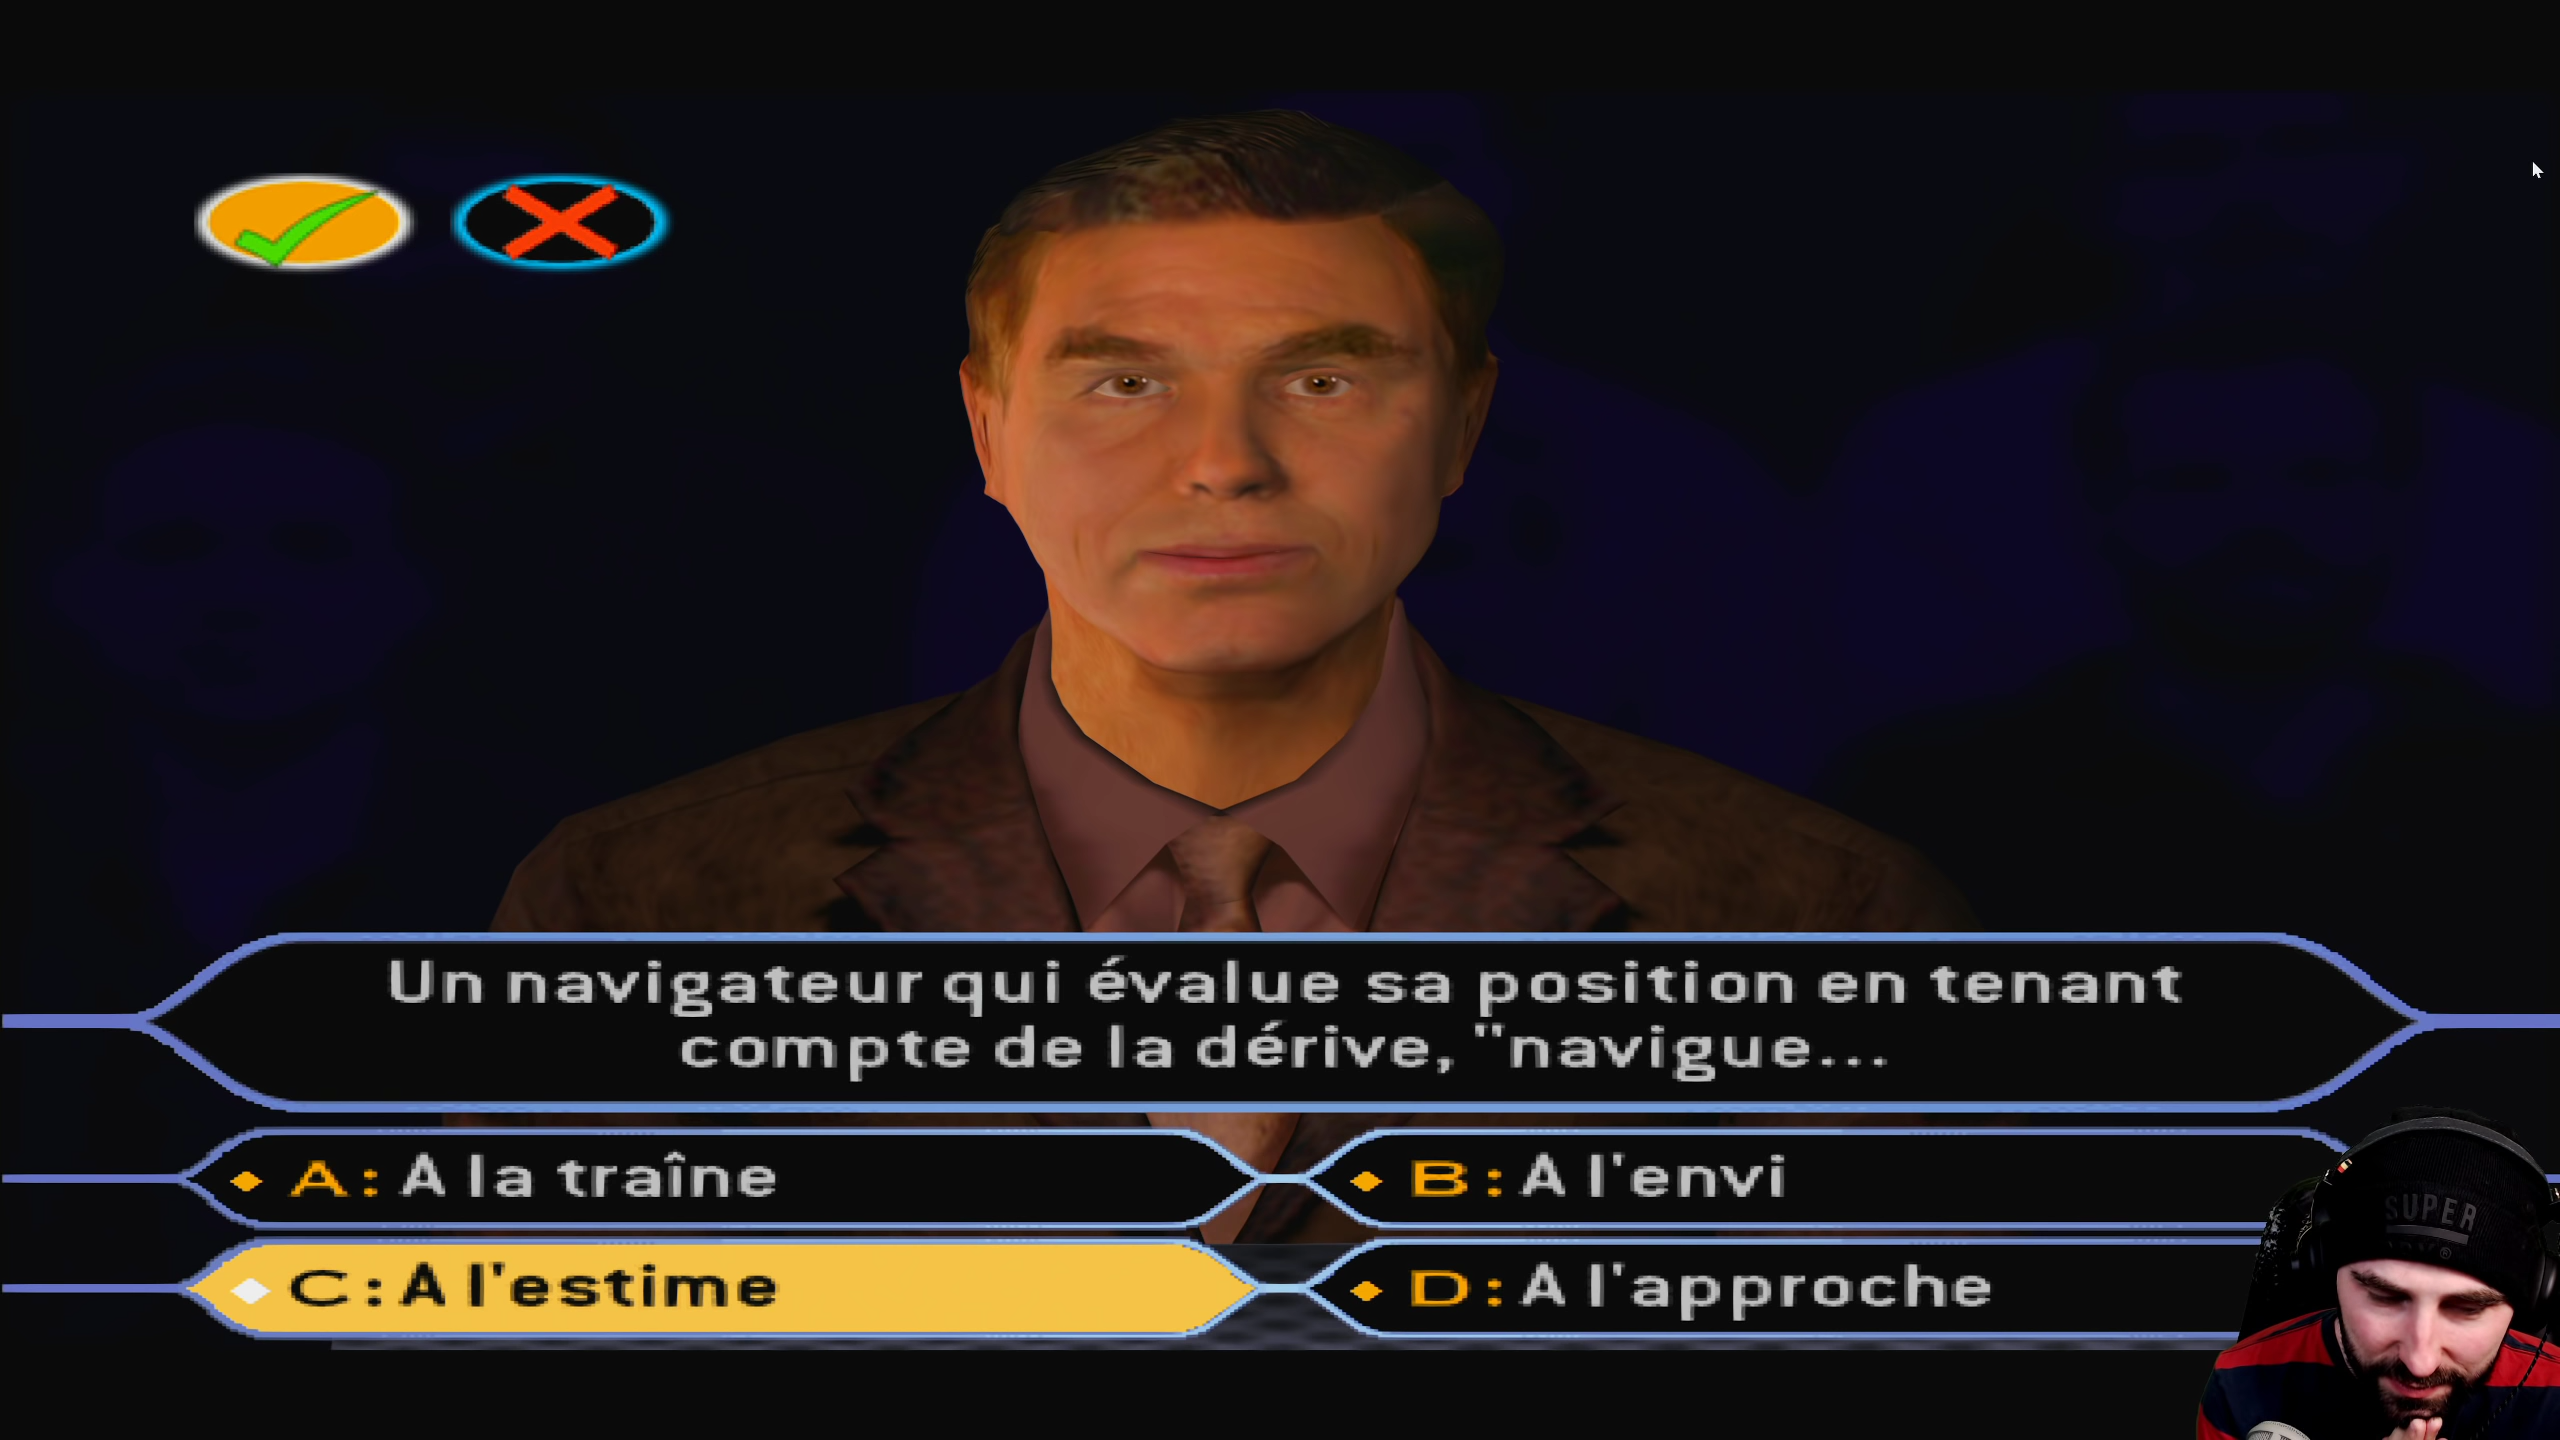 Un navigateur qui évalue sa position en tenant
compte de la dérive, "navigue...
A: A la traîne
B: A l'envi
C: A l'estime
D: A l'approche
SUPER